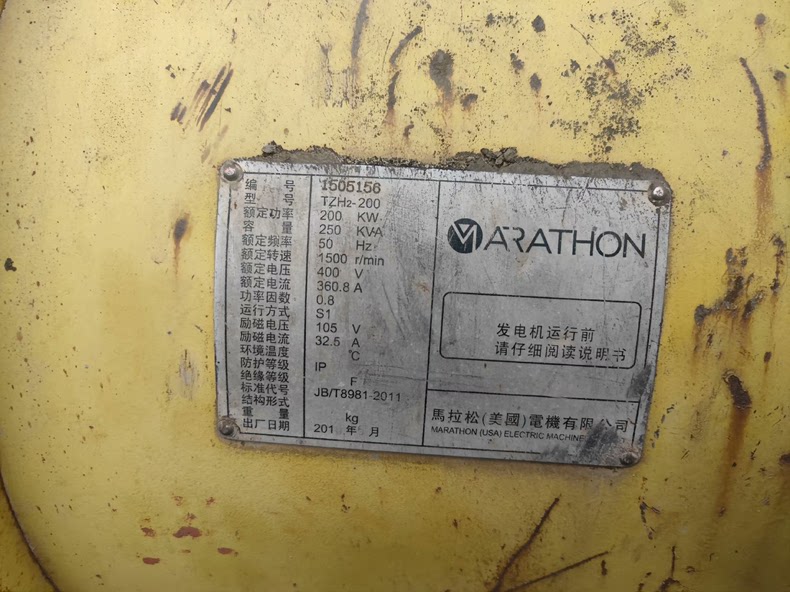 编 号 1505156
型 号 TZH2-200
额定功率 200 KW
容 量 250 KVA
额定频率 50 Hz
额定转速 1500 r/min
额定电压 400 V
额定电流 360.8 A
功率因数 0.8
运行方式 S1
励磁电压 105 V
励磁电流 32.5 A
环境温度 ℃
防护等级 IP
绝缘等级 F
标准代号 JB/T8981-2011
结构形式
重 量 kg
出厂日期 201 年 月
MARATHON
发电机运行前
请仔细阅读说明书
馬拉松(美國)電機有限公司
MARATHON (USA) ELECTRIC MACHINE